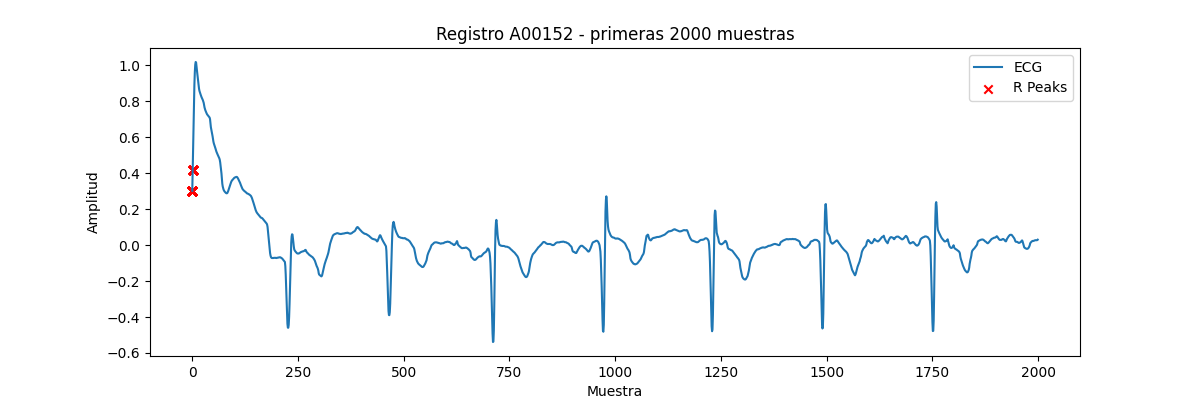 Registro A00152 - primeras 2000 muestras
ECG
R Peaks
Amplitud
1.0
0.8
0.6
0.4
0.2
0.0
−0.2
−0.4
−0.6
0 250 500 750 1000 1250 1500 1750 2000
Muestra